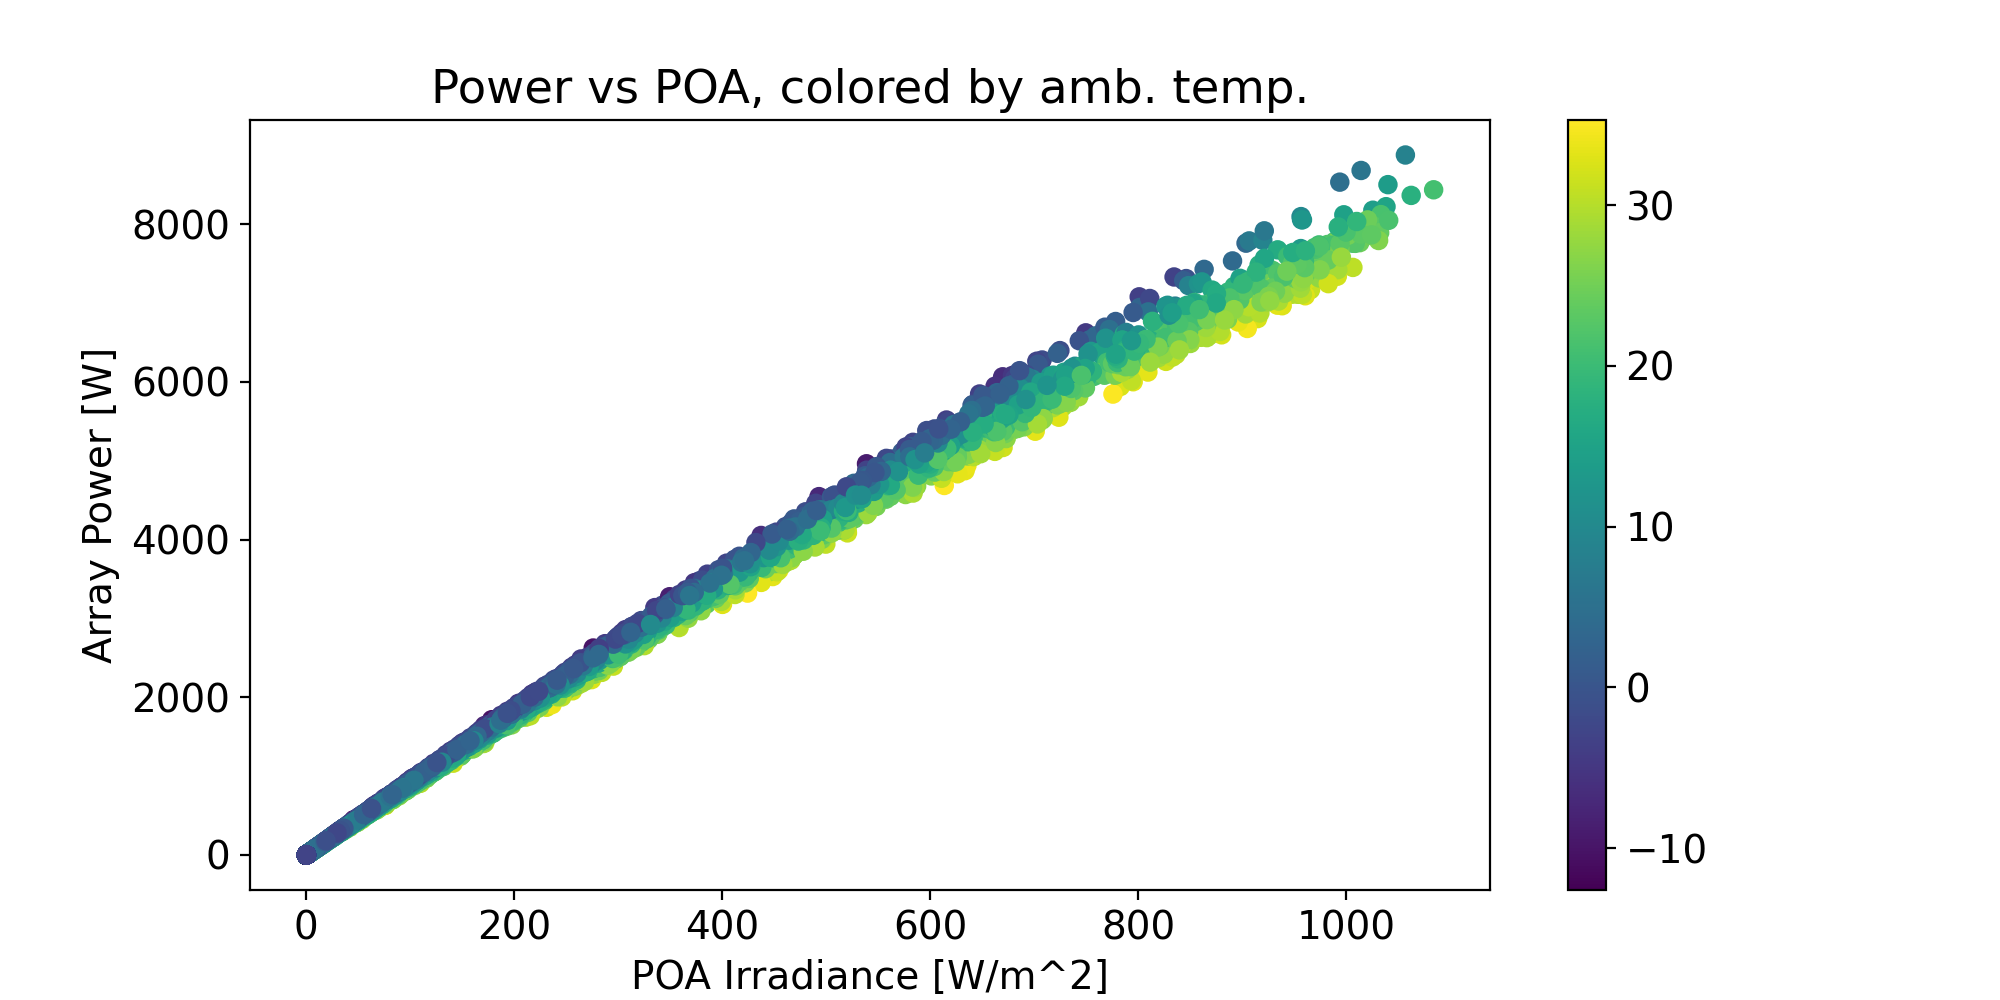 Power vs POA, colored by amb. temp.
Array Power [W]
8000
6000
4000
2000
0
0 200 400 600 800 1000
POA Irradiance [W/m^2]
30
20
10
0
−10